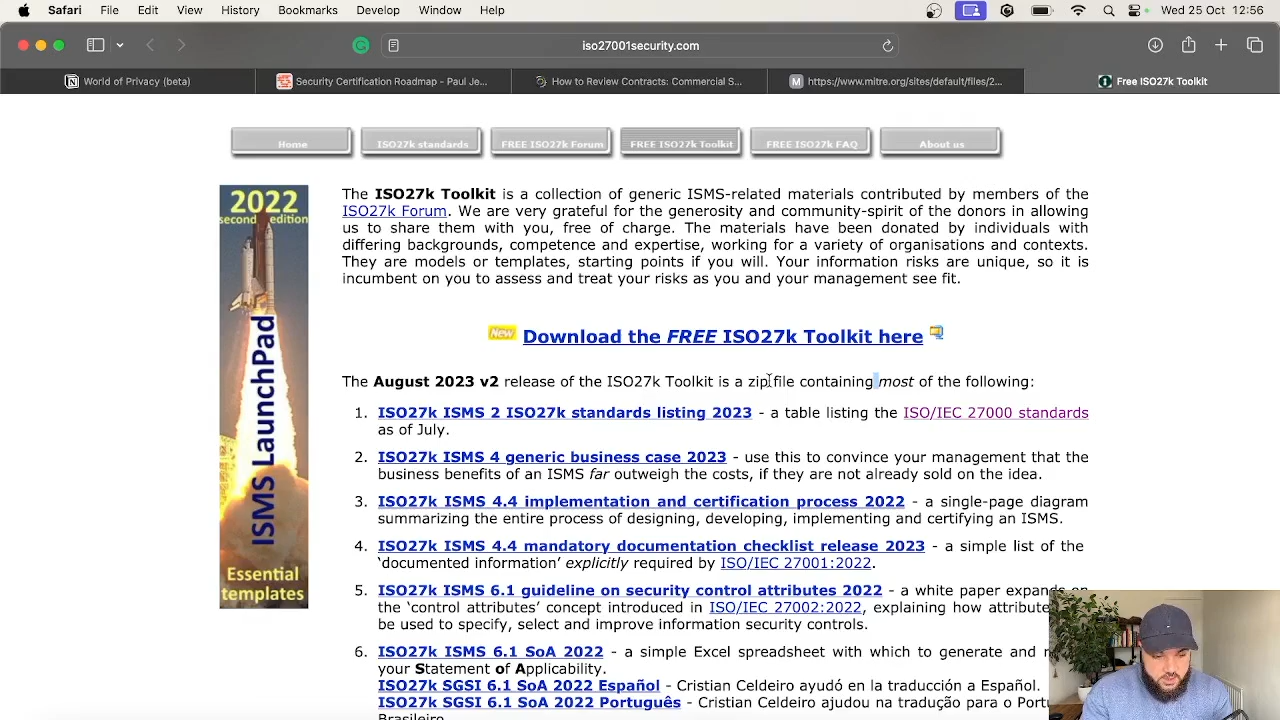 Safari File Edit View History Bookmarks Develop Window Help Wed 25 Oct 12:56
iso27001security.com
World of Privacy (beta) Security Certification Roadmap - Paul Je... How to Review Contracts: Commercial S... M https://www.mitre.org/sites/default/files/2... Free ISO27k Toolkit
Home ISO27k standards FREE ISO27k Forum FREE ISO27k Toolkit FREE ISO27k FAQ About us
2022
second edition
ISMS LaunchPad
Essential
templates
The ISO27k Toolkit is a collection of generic ISMS-related materials contributed by members of the
ISO27k Forum. We are very grateful for the generosity and community-spirit of the donors in allowing
us to share them with you, free of charge. The materials have been donated by individuals with
differing backgrounds, competence and expertise, working for a variety of organisations and contexts.
They are models or templates, starting points if you will. Your information risks are unique, so it is
incumbent on you to assess and treat your risks as you and your management see fit.
New Download the FREE ISO27k Toolkit here
The August 2023 v2 release of the ISO27k Toolkit is a zip file containing most of the following:
1. ISO27k ISMS 2 ISO27k standards listing 2023 - a table listing the ISO/IEC 27000 standards
as of July.
2. ISO27k ISMS 4 generic business case 2023 - use this to convince your management that the
business benefits of an ISMS far outweigh the costs, if they are not already sold on the idea.
3. ISO27k ISMS 4.4 implementation and certification process 2022 - a single-page diagram
summarizing the entire process of designing, developing, implementing and certifying an ISMS.
4. ISO27k ISMS 4.4 mandatory documentation checklist release 2023 - a simple list of the
‘documented information’ explicitly required by ISO/IEC 27001:2022.
5. ISO27k ISMS 6.1 guideline on security control attributes 2022 - a white paper expands on
the ‘control attributes’ concept introduced in ISO/IEC 27002:2022, explaining how attribute
be used to specify, select and improve information security controls.
6. ISO27k ISMS 6.1 SoA 2022 - a simple Excel spreadsheet with which to generate and
your Statement of Applicability.
ISO27k SGSI 6.1 SoA 2022 Español - Cristian Celdeiro ayudó en la traducción a Español.
ISO27k SGSI 6.1 SoA 2022 Português - Cristian Celdeiro ajudou na tradução para o Portu
Brasileiro